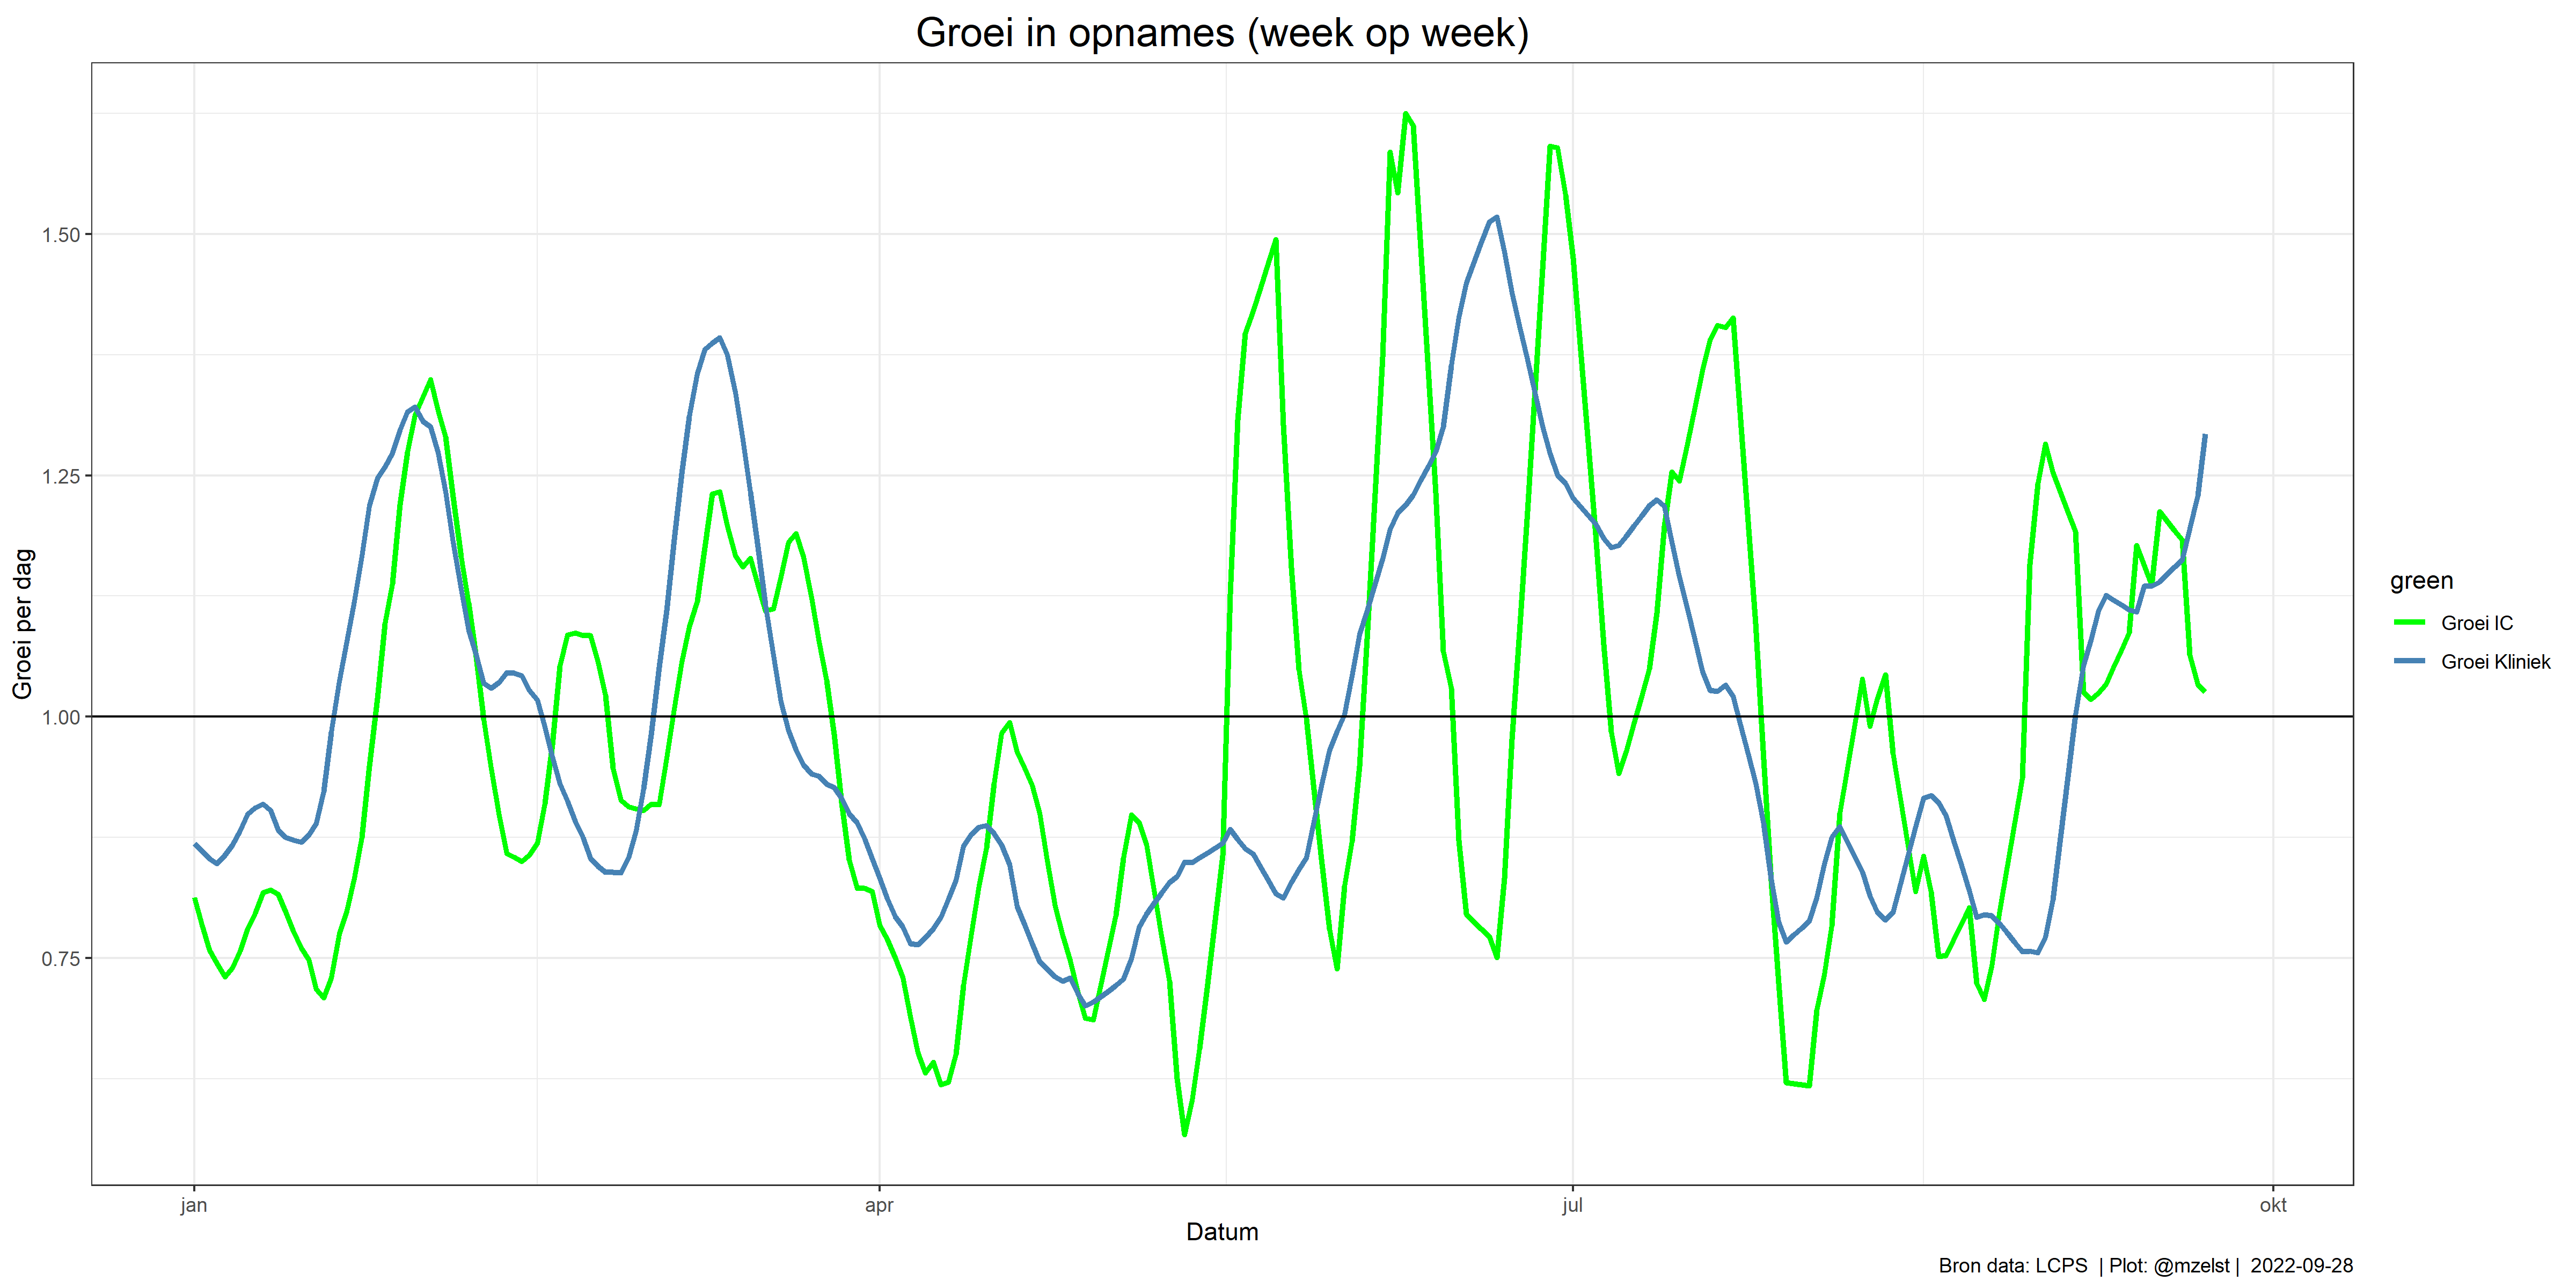 Groei in opnames (week op week)
Groei per dag
1.50
1.25
1.00
0.75
jan
apr
jul
okt
Datum
green
Groei IC
Groei Kliniek
Bron data: LCPS | Plot: @mzelst | 2022-09-28